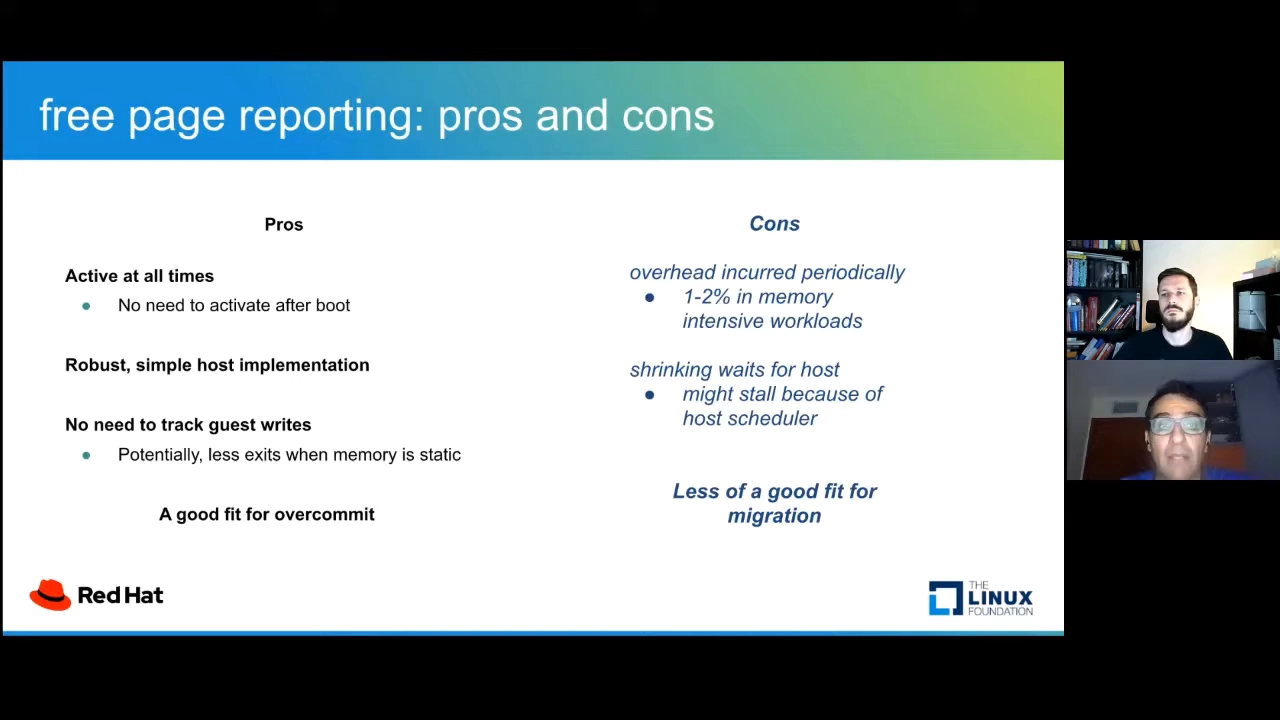 free page reporting: pros and cons
Pros
Active at all times
• No need to activate after boot
Robust, simple host implementation
No need to track guest writes
• Potentially, less exits when memory is static
A good fit for overcommit
Cons
overhead incurred periodically
• 1-2% in memory
intensive workloads
shrinking waits for host
• might stall because of
host scheduler
Less of a good fit for
migration
Red Hat
THE
LINUX
FOUNDATION